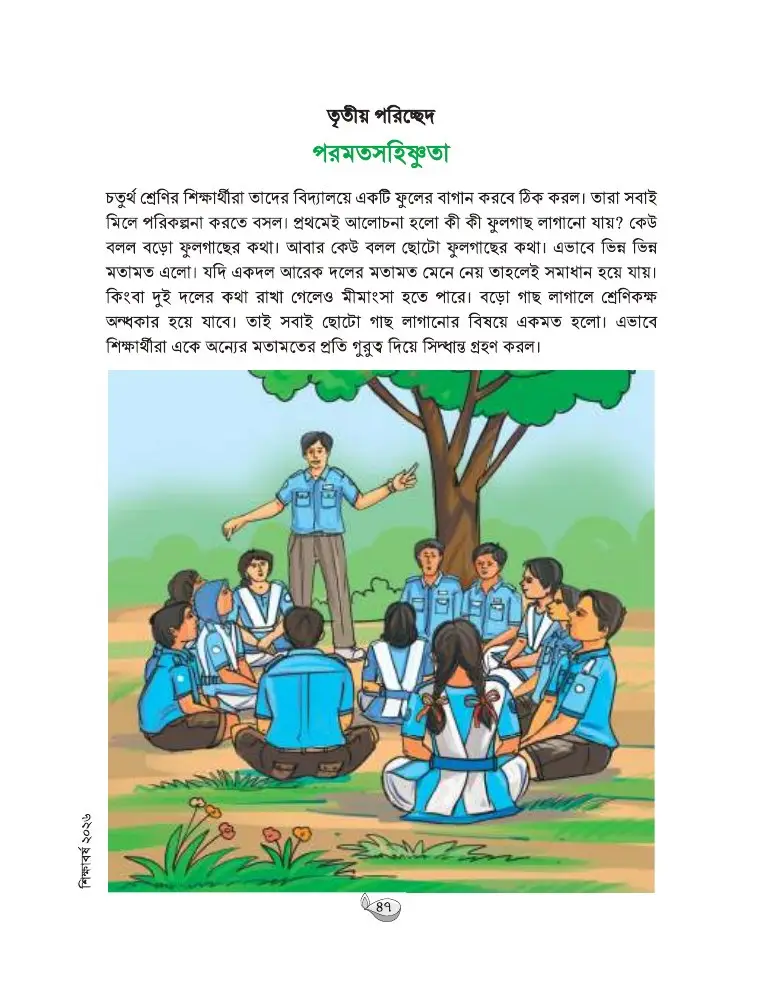 তৃতীয় পরিচ্ছেদ
পরমতসহিষ্ণুতা
চতুর্থ শ্রেণির শিক্ষার্থীরা তাদের বিদ্যালয়ে একটি ফুলের বাগান করবে ঠিক করল। তারা সবাই
মিলে পরিকল্পনা করতে বসল। প্রথমেই আলোচনা হলো কী কী ফুলগাছ লাগানো যায়? কেউ
বলল বড়ো ফুলগাছের কথা। আবার কেউ বলল ছোটো ফুলগাছের কথা। এভাবে ভিন্ন ভিন্ন
মতামত এলো। যদি একদল আরেক দলের মতামত মেনে নেয় তাহলেই সমাধান হয়ে যায়।
কিংবা দুই দলের কথা রাখা গেলেও মীমাংসা হতে পারে। বড়ো গাছ লাগালে শ্রেণিকক্ষ
অন্ধকার হয়ে যাবে। তাই সবাই ছোটো গাছ লাগানোর বিষয়ে একমত হলো। এভাবে
শিক্ষার্থীরা একে অন্যের মতামতের প্রতি গুরুত্ব দিয়ে সিদ্ধান্ত গ্রহণ করল।
শিক্ষাবর্ষ ২০২৬
৪৭